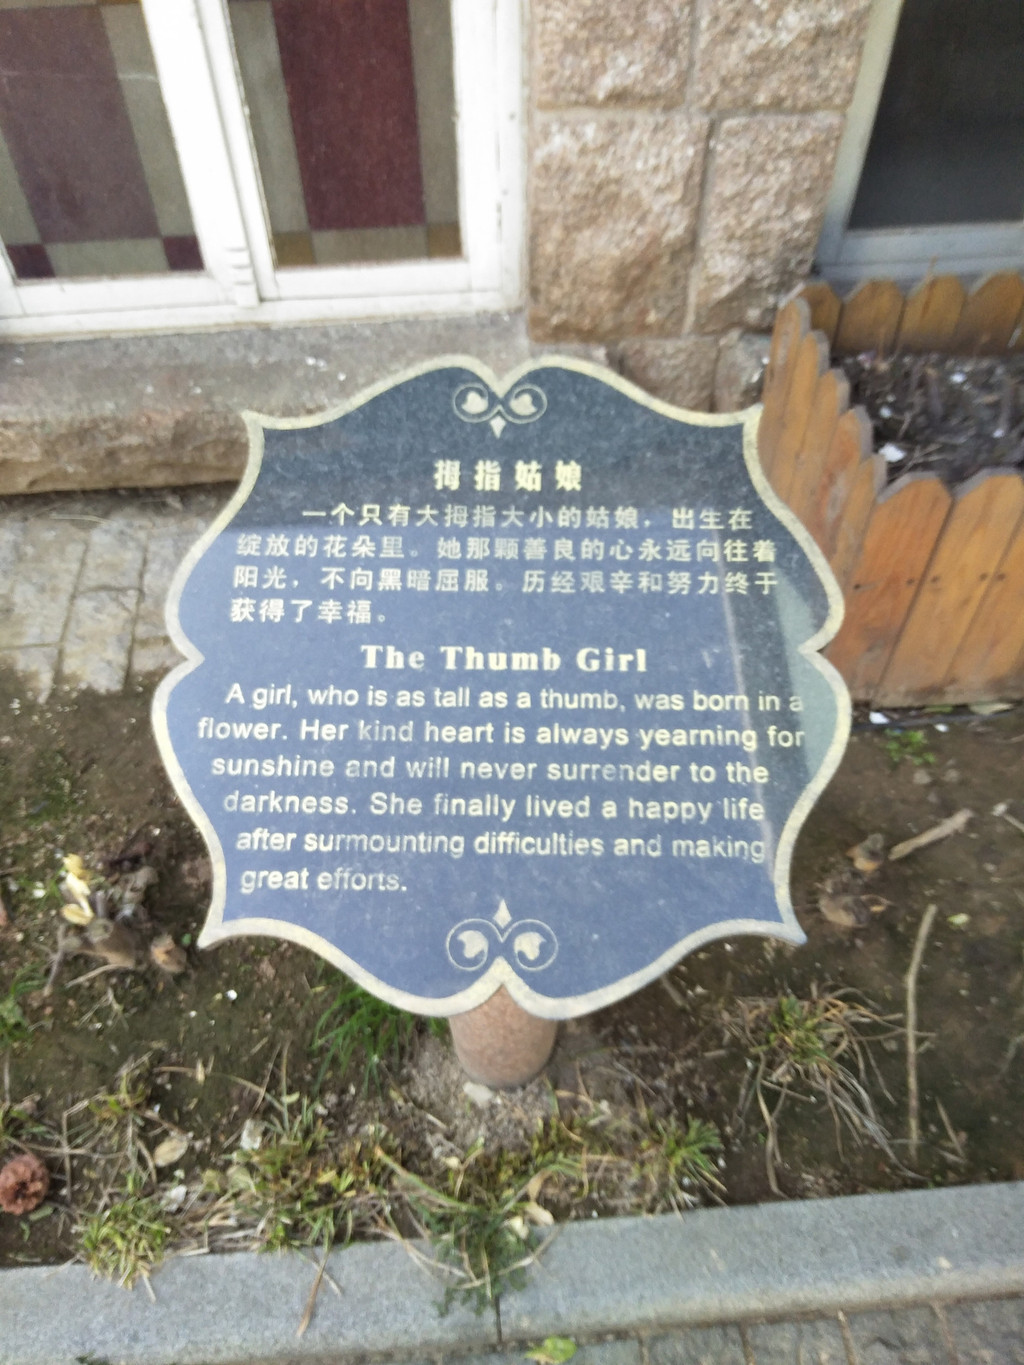 拇指姑娘
一个只有大拇指大小的姑娘，出生在
绽放的花朵里。她那颗善良的心永远向往着
阳光，不向黑暗屈服。历经艰辛和努力终于
获得了幸福。
The Thumb Girl
A girl, who is as tall as a thumb, was born in a
flower. Her kind heart is always yearning for
sunshine and will never surrender to the
darkness. She finally lived a happy life
after surmounting difficulties and making
great efforts.